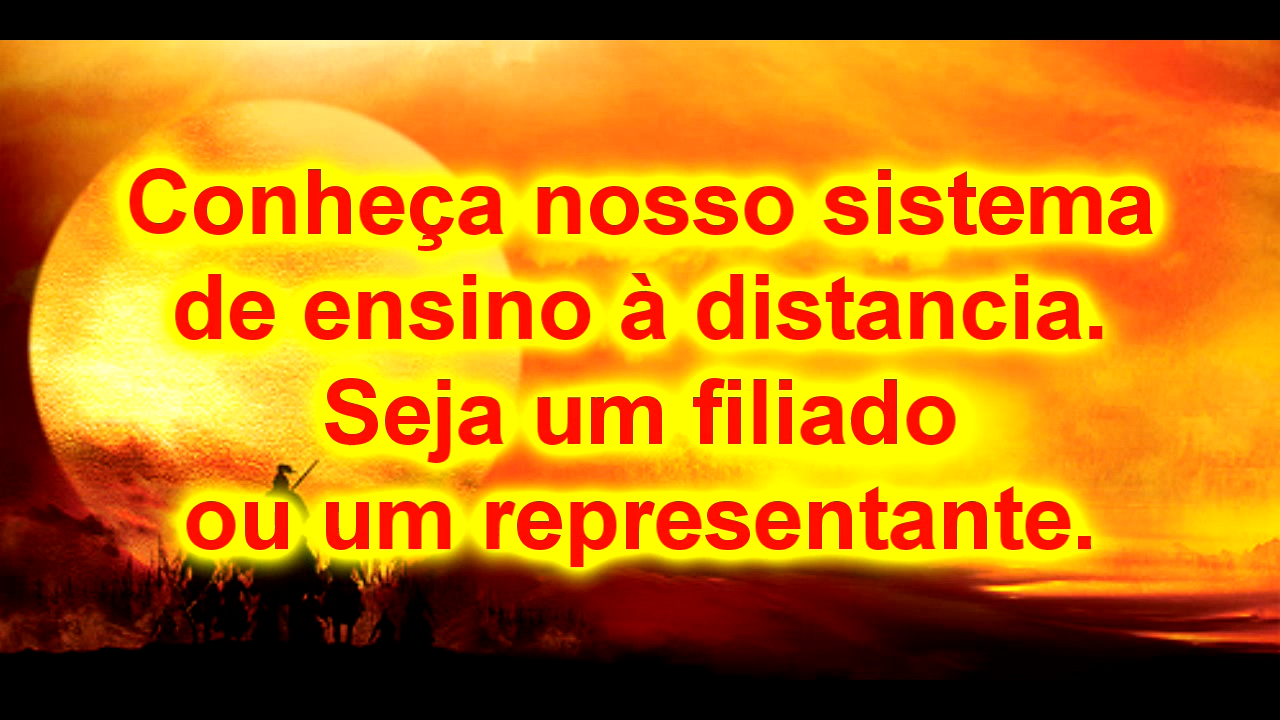 Conheça nosso sistema
de ensino à distancia.
Seja um filiado
ou um representante.